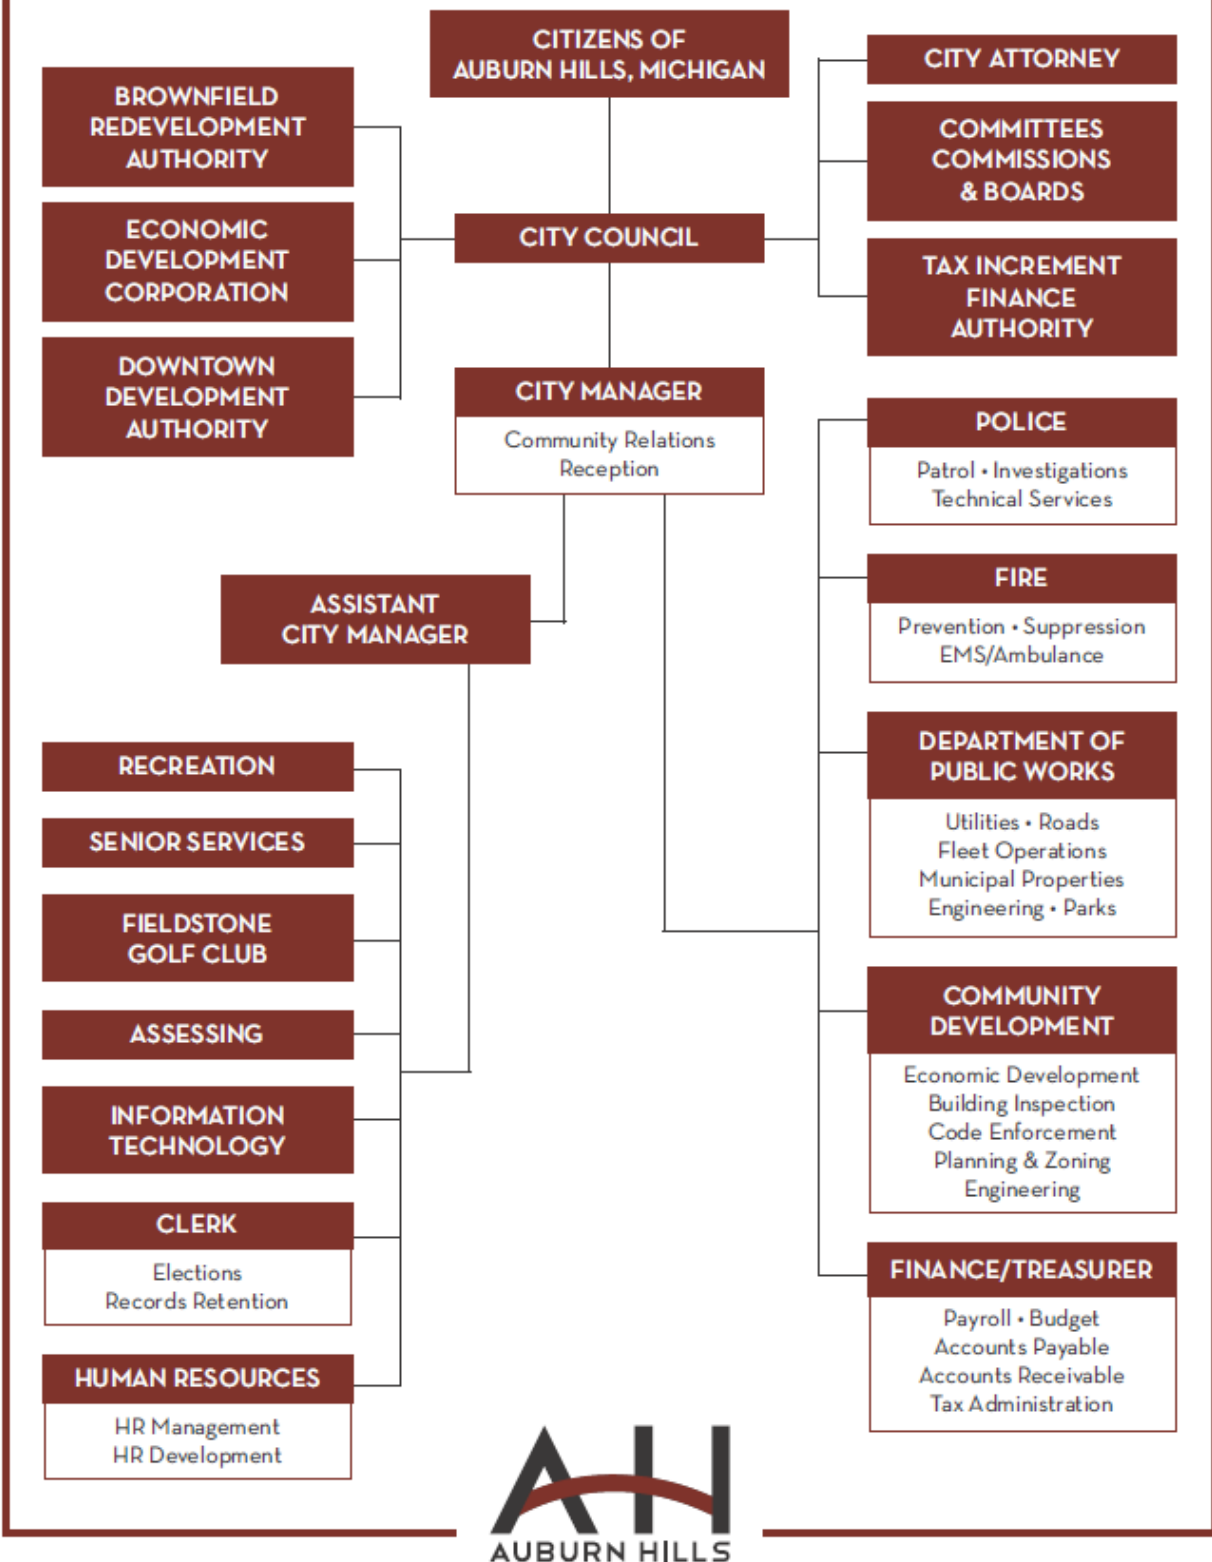 CITIZENS OF
AUBURN HILLS, MICHIGAN
BROWNFIELD
REDEVELOPMENT
AUTHORITY
ECONOMIC
DEVELOPMENT
CORPORATION
DOWNTOWN
DEVELOPMENT
AUTHORITY
CITY COUNCIL
CITY ATTORNEY
COMMITTEES
COMMISSIONS
& BOARDS
TAX INCREMENT
FINANCE
AUTHORITY
CITY MANAGER
Community Relations
Reception
ASSISTANT
CITY MANAGER
RECREATION
SENIOR SERVICES
FIELDSTONE
GOLF CLUB
ASSESSING
INFORMATION
TECHNOLOGY
CLERK
Elections
Records Retention
HUMAN RESOURCES
HR Management
HR Development
POLICE
Patrol • Investigations
Technical Services
FIRE
Prevention • Suppression
EMS/Ambulance
DEPARTMENT OF
PUBLIC WORKS
Utilities • Roads
Fleet Operations
Municipal Properties
Engineering • Parks
COMMUNITY
DEVELOPMENT
Economic Development
Building Inspection
Code Enforcement
Planning & Zoning
Engineering
FINANCE/TREASURER
Payroll • Budget
Accounts Payable
Accounts Receivable
Tax Administration
AH
AUBURN HILLS